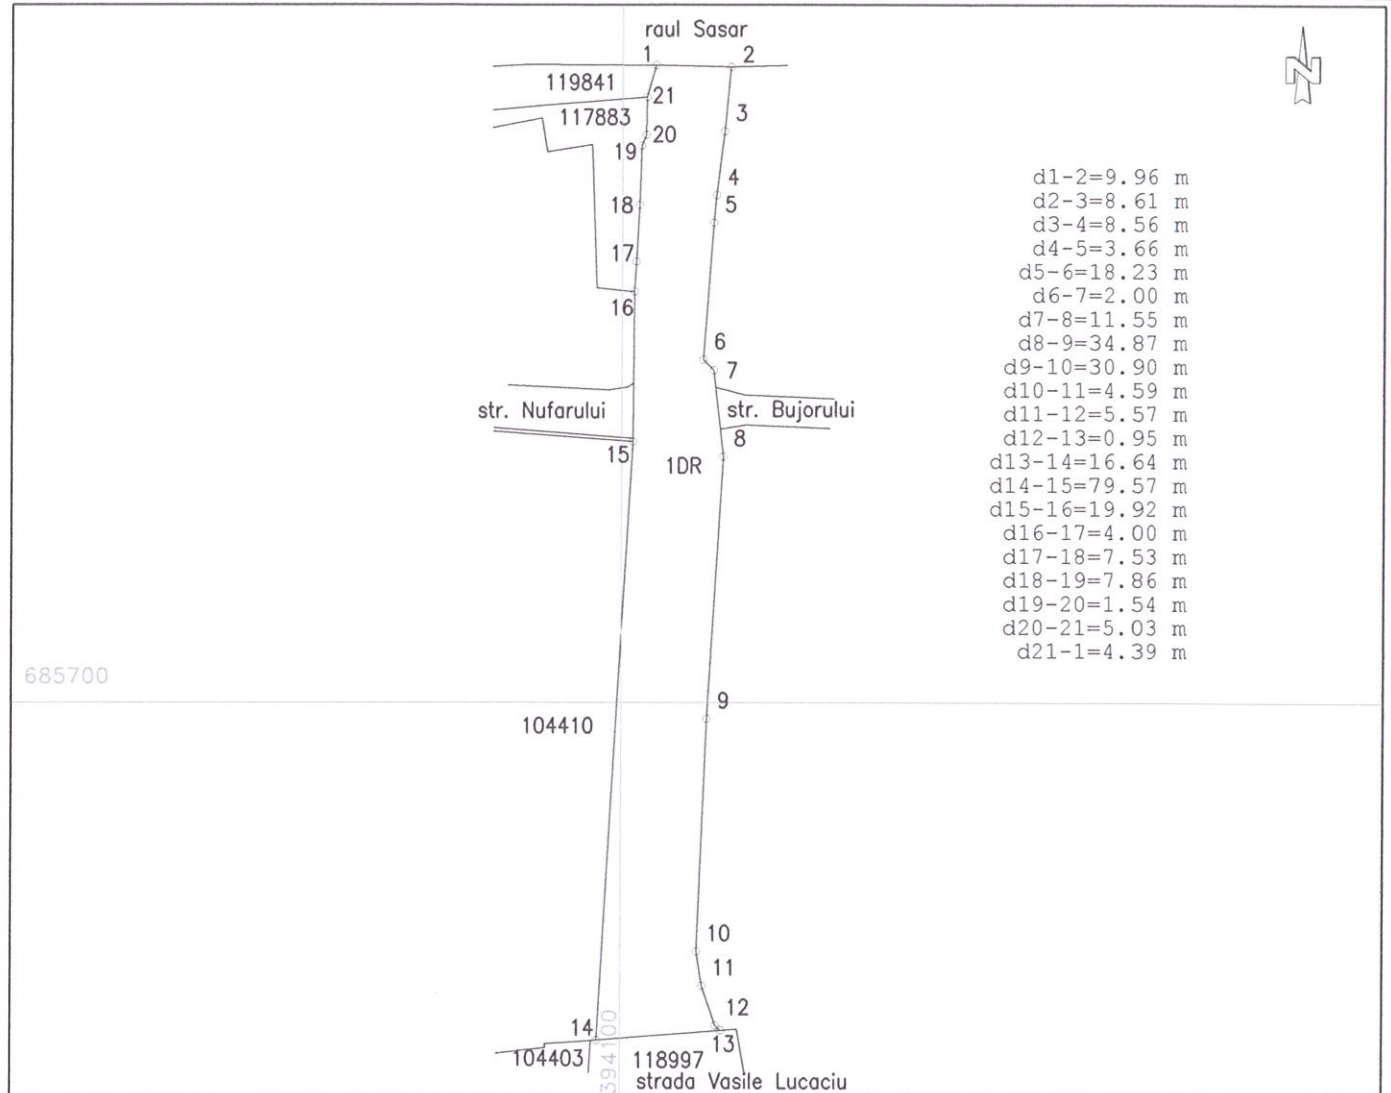 raul Sasar
1
2
N
119841
21
117883
20
3
19
d1-2=9.96 m
4
d2-3=8.61 m
18
5
d3-4=8.56 m
d4-5=3.66 m
17
d5-6=18.23 m
d6-7=2.00 m
16
d7-8=11.55 m
6
d8-9=34.87 m
7
d9-10=30.90 m
d10-11=4.59 m
str. Nufarului
str. Bujorului
d11-12=5.57 m
8
d12-13=0.95 m
15
1DR
d13-14=16.64 m
d14-15=79.57 m
d15-16=19.92 m
d16-17=4.00 m
d17-18=7.53 m
d18-19=7.86 m
d19-20=1.54 m
d20-21=5.03 m
d21-1=4.39 m
685700
9
104410
10
11
12
14
394100
13
104403
118997
strada Vasile Lucaciu